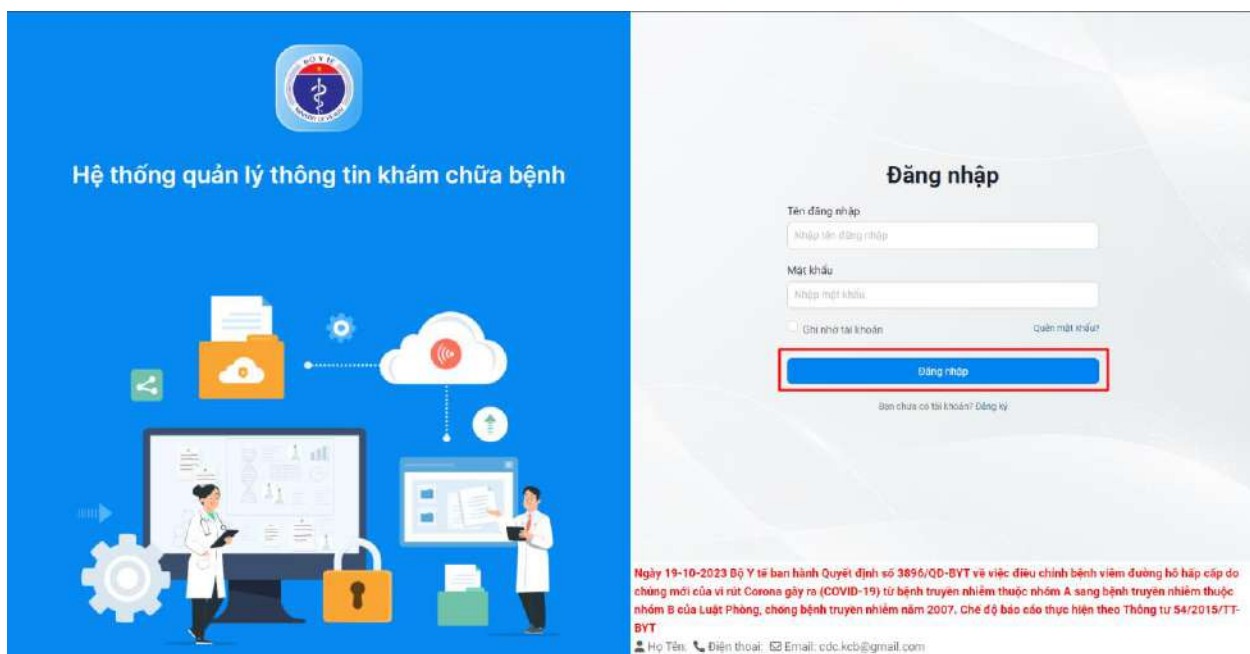 BỘ Y TẾ
MINISTRY OF HEALTH
Hệ thống quản lý thông tin khám chữa bệnh
Đăng nhập
Tên đăng nhập
Nhập tên đăng nhập
Mật khẩu
Nhập mật khẩu
Ghi nhớ tài khoản
Quên mật khẩu?
Đăng nhập
Bạn chưa có tài khoản? Đăng ký
Ngày 19-10-2023 Bộ Y tế ban hành Quyết định số 3896/QĐ-BYT về việc điều chỉnh bệnh viêm đường hô hấp cấp do
chủng mới của vi rút Corona gây ra (COVID-19) từ bệnh truyền nhiễm thuộc nhóm A sang bệnh truyền nhiễm thuộc
nhóm B của Luật Phòng, chống bệnh truyền nhiễm năm 2007. Chế độ báo cáo thực hiện theo Thông tư 54/2015/TT-
BYT
Họ Tên: Điện thoại: Email: cdc.kcb@gmail.com